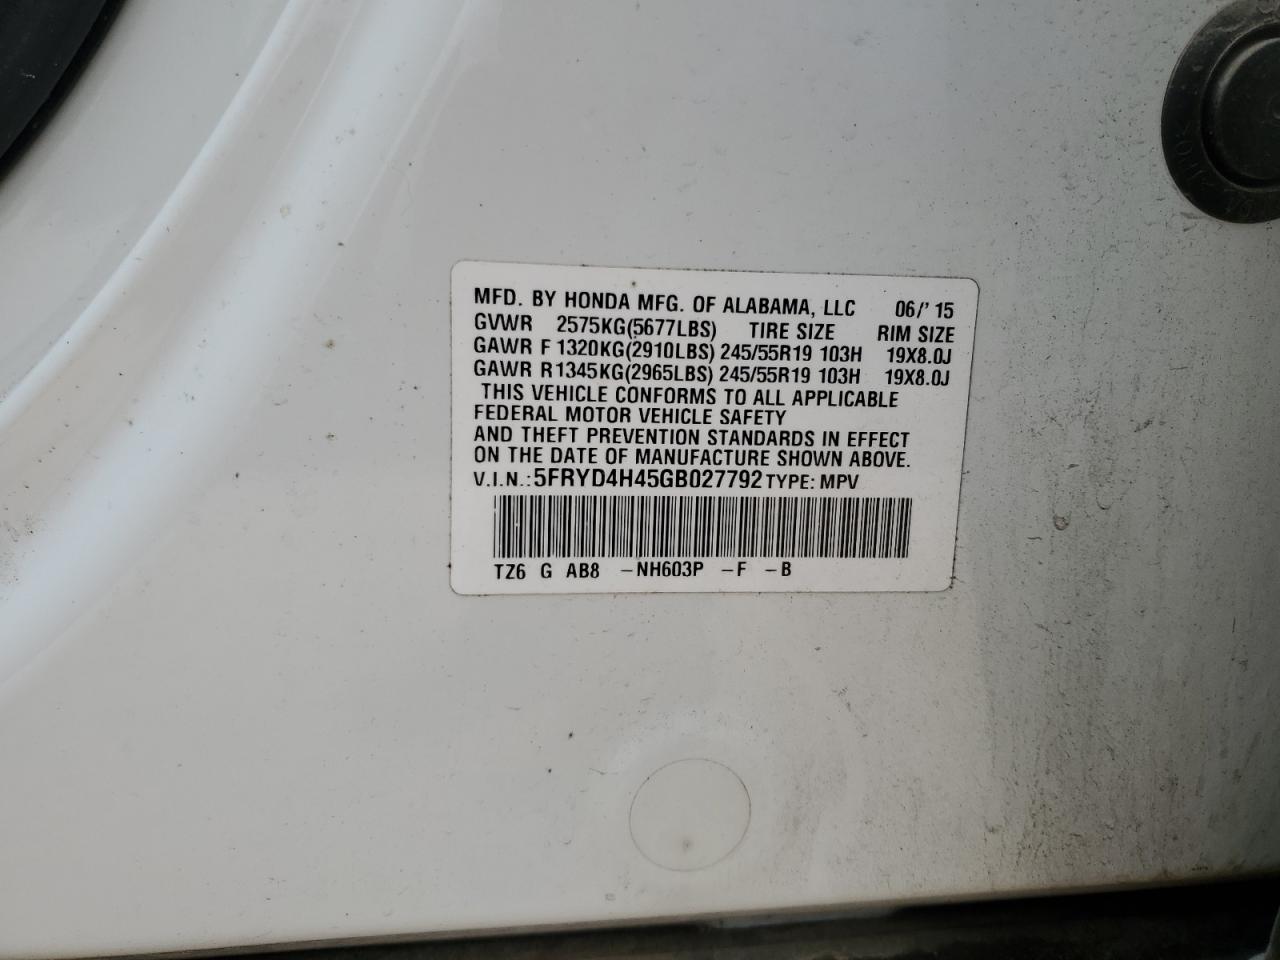 MFD. BY HONDA MFG. OF ALABAMA, LLC 06/'15
GVWR 2575KG(5677LBS) TIRE SIZE RIM SIZE
GAWR F 1320KG(2910LBS) 245/55R19 103H 19X8.0J
GAWR R1345KG(2965LBS) 245/55R19 103H 19X8.0J
THIS VEHICLE CONFORMS TO ALL APPLICABLE
FEDERAL MOTOR VEHICLE SAFETY
AND THEFT PREVENTION STANDARDS IN EFFECT
ON THE DATE OF MANUFACTURE SHOWN ABOVE.
V.I.N.: 5FRYD4H45GB027792 TYPE: MPV
TZ6 G AB8 -NH603P -F -B